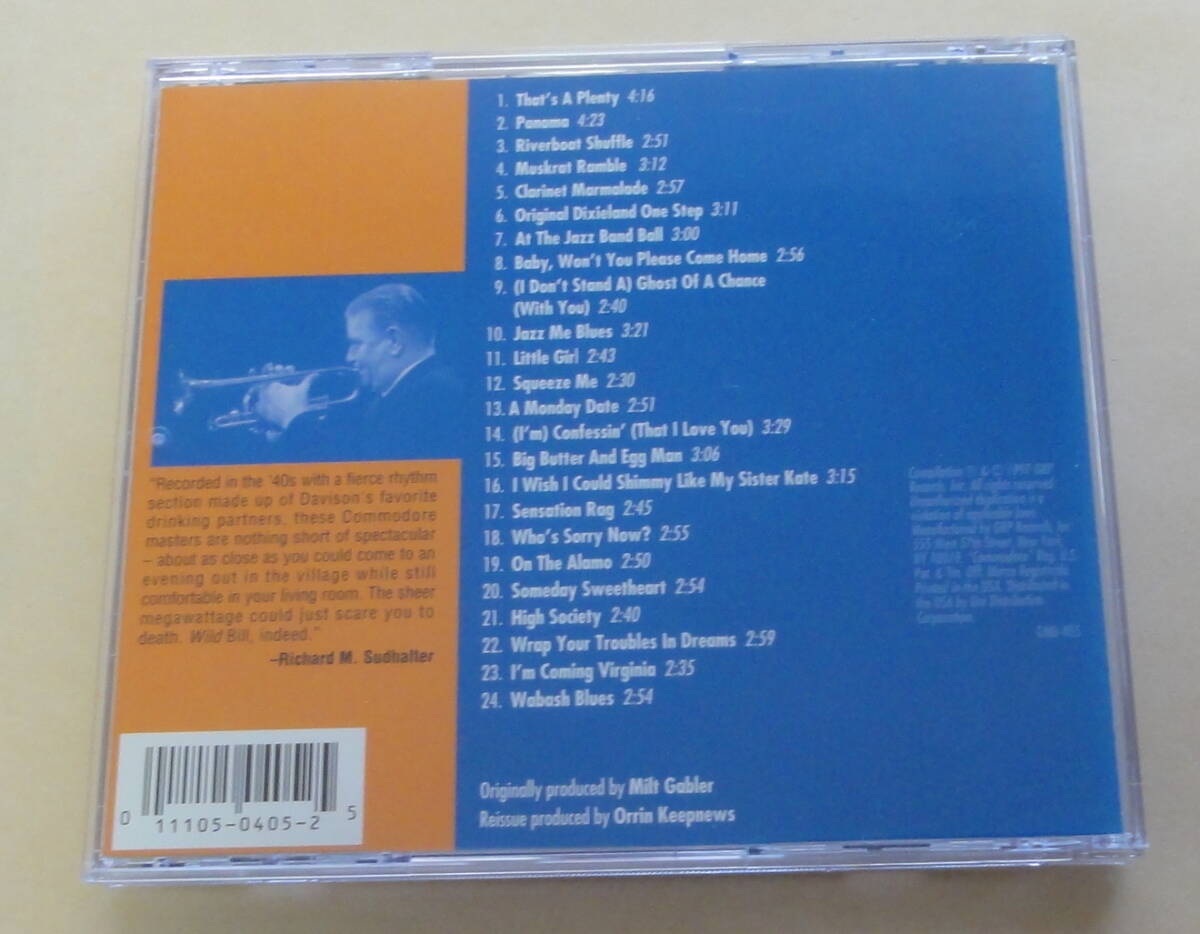 1. That's A Plenty 4:16
2. Panama 4:23
3. Riverboat Shuffle 2:51
4. Muskrat Ramble 3:12
5. Clarinet Marmalade 2:57
6. Original Dixieland One Step 3:11
7. At The Jazz Band Ball 3:00
8. Baby, Won't You Please Come Home 2:56
9. (I Don't Stand A) Ghost Of A Chance
(With You) 2:40
10. Jazz Me Blues 3:21
11. Little Girl 2:43
12. Squeeze Me 2:30
13. A Monday Date 2:51
14. (I'm) Confessin' (That I Love You) 3:29
15. Big Butter And Egg Man 3:06
16. I Wish I Could Shimmy Like My Sister Kate 3:15
17. Sensation Rag 2:45
18. Who's Sorry Now? 2:55
19. On The Alamo 2:50
20. Someday Sweetheart 2:54
21. High Society 2:40
22. Wrap Your Troubles In Dreams 2:59
23. I'm Coming Virginia 2:35
24. Wabash Blues 2:54
Originally produced by Milt Gabler
Reissue produced by Orrin Keepnews
"Recorded in the '40s with a fierce rhythm
section made up of Davison's favorite
drinking partners, these Commodore
masters are nothing short of spectacular
– about as close as you could come to an
evening out in the village while still
comfortable in your living room. The sheer
megawattage could just scare you to
death. Wild Bill, indeed."
–Richard M. Sudhalter
0 11105-0405-2 5